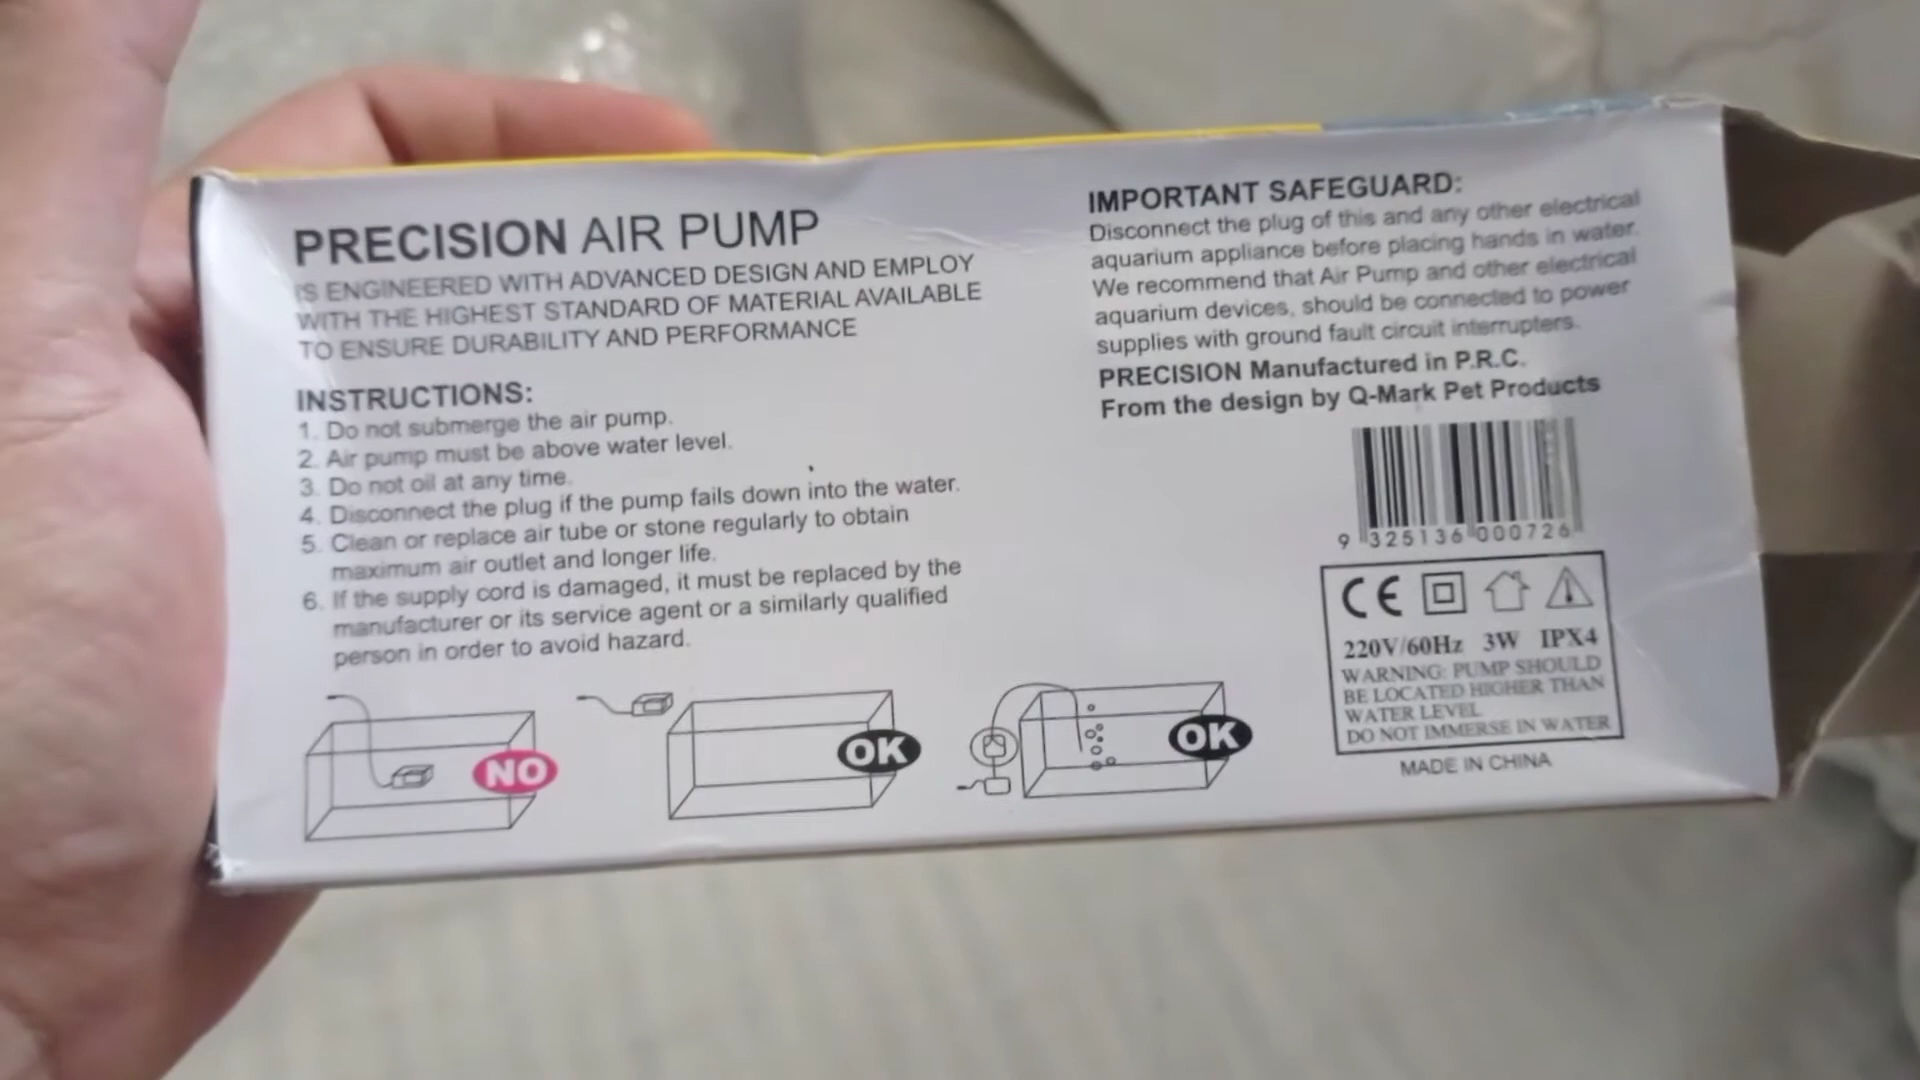 PRECISION AIR PUMP
IS ENGINEERED WITH ADVANCED DESIGN AND EMPLOY
WITH THE HIGHEST STANDARD OF MATERIAL AVAILABLE
TO ENSURE DURABILITY AND PERFORMANCE
INSTRUCTIONS:
1. Do not submerge the air pump.
2. Air pump must be above water level.
3. Do not oil at any time.
4. Disconnect the plug if the pump fails down into the water.
5. Clean or replace air tube or stone regularly to obtain
maximum air outlet and longer life.
6. If the supply cord is damaged, it must be replaced by the
manufacturer or its service agent or a similarly qualified
person in order to avoid hazard.
NO
OK
OK
IMPORTANT SAFEGUARD:
Disconnect the plug of this and any other electrical
aquarium appliance before placing hands in water.
We recommend that Air Pump and other electrical
aquarium devices, should be connected to power
supplies with ground fault circuit interrupters.
PRECISION Manufactured in P.R.C.
From the design by Q-Mark Pet Products
9 325136 000726
CE
220V/60Hz 3W IPX4
WARNING: PUMP SHOULD
BE LOCATED HIGHER THAN
WATER LEVEL
DO NOT IMMERSE IN WATER
MADE IN CHINA